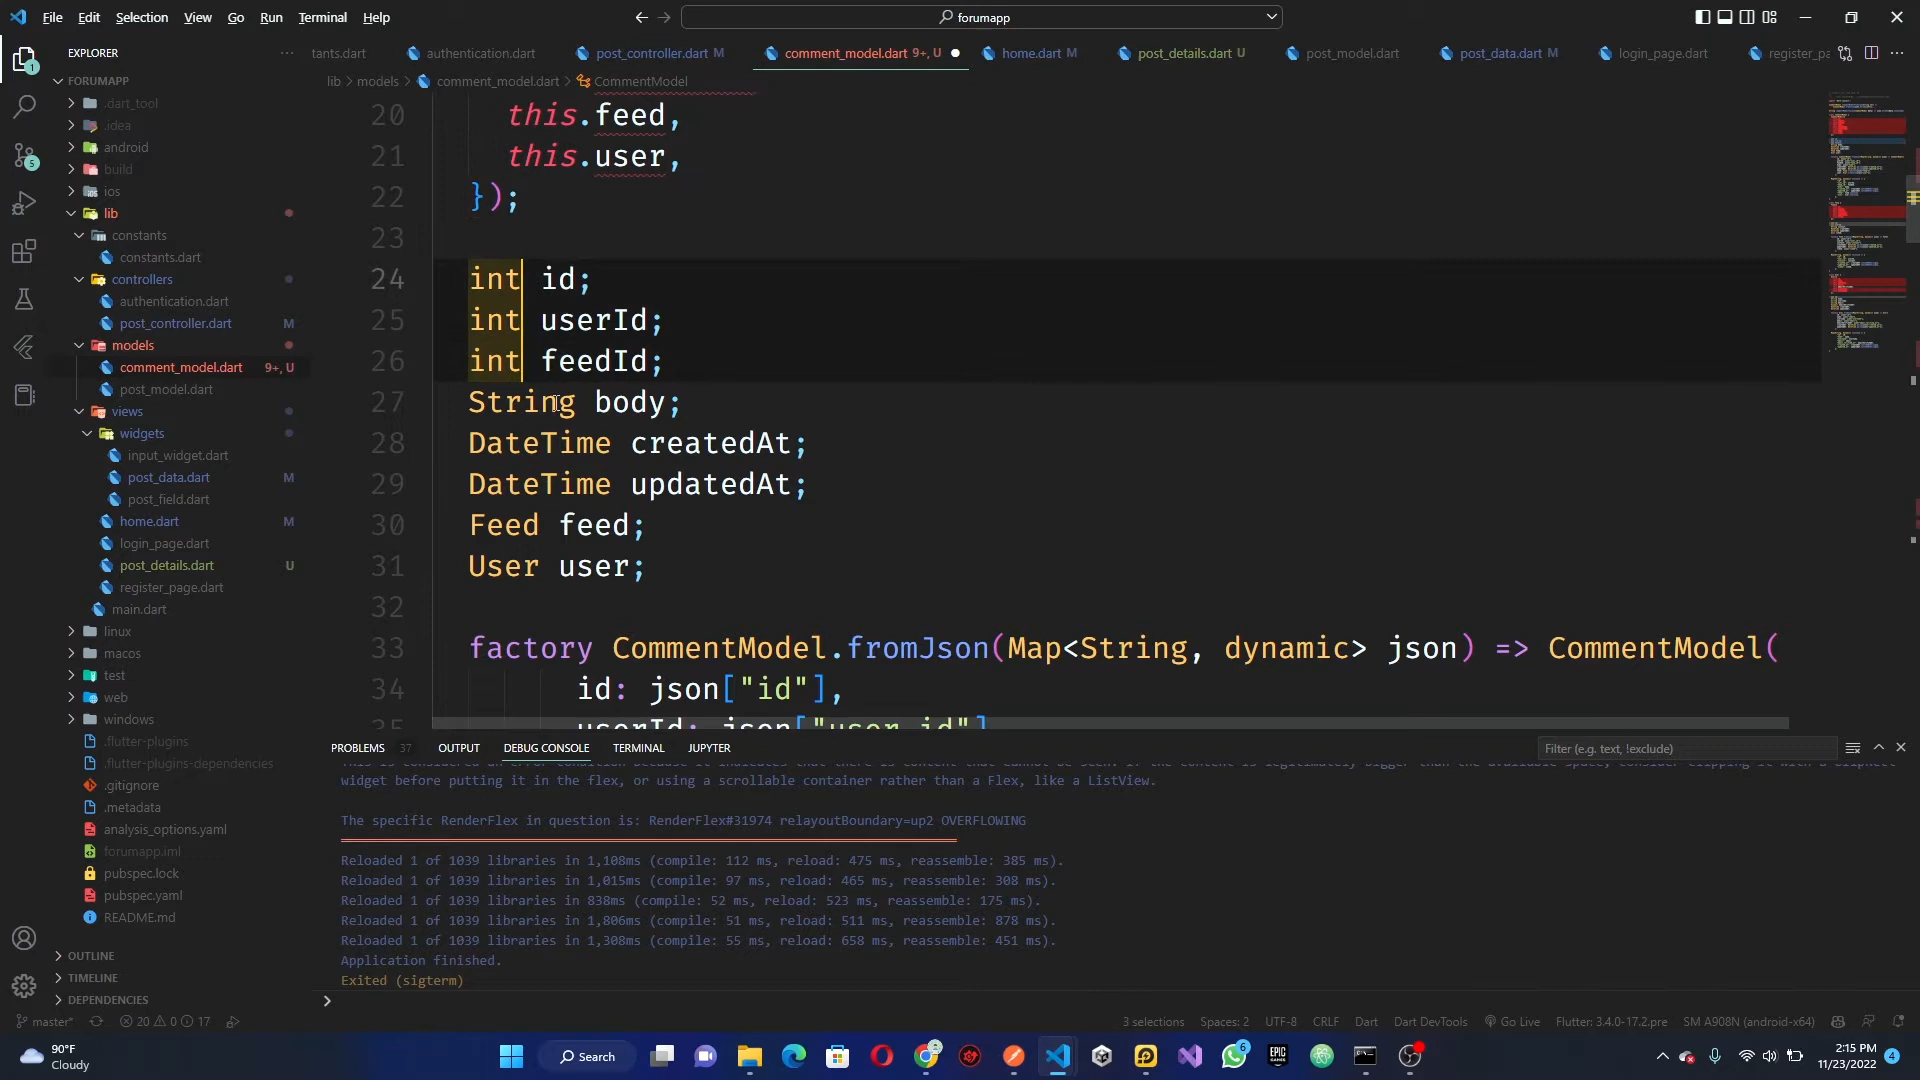 File Edit Selection View Go Run Terminal Help
forumapp
EXPLORER
FORUMAPP
.dart_tool
.idea
android
build
ios
lib
constants
constants.dart
controllers
authentication.dart
post_controller.dart M
models
comment_model.dart 9+, U
post_model.dart
views
widgets
input_widget.dart
post_data.dart M
post_field.dart
home.dart M
login_page.dart
post_details.dart U
register_page.dart
main.dart
linux
macos
test
web
windows
.flutter-plugins
.flutter-plugins-dependencies
.gitignore
.metadata
analysis_options.yaml
forumapp.iml
pubspec.lock
pubspec.yaml
README.md
OUTLINE
TIMELINE
DEPENDENCIES
tants.dart authentication.dart post_controller.dart M comment_model.dart 9+, U home.dart M post_details.dart U post_model.dart post_data.dart M login_page.dart register_pa
lib > models > comment_model.dart > CommentModel
20 this.feed,
21 this.user,
22 });
23
24 int id;
25 int userId;
26 int feedId;
27 String body;
28 DateTime createdAt;
29 DateTime updatedAt;
30 Feed feed;
31 User user;
32
33 factory CommentModel.fromJson(Map<String, dynamic> json) => CommentModel(
34 id: json["id"],
35 userId: json["user_id"]
PROBLEMS 37 OUTPUT DEBUG CONSOLE TERMINAL JUPYTER
Filter (e.g. text, !exclude)
widget before putting it in the flex, or using a scrollable container rather than a Flex, like a ListView.
The specific RenderFlex in question is: RenderFlex#31974 relayoutBoundary=up2 OVERFLOWING
Reloaded 1 of 1039 libraries in 1,108ms (compile: 112 ms, reload: 475 ms, reassemble: 385 ms).
Reloaded 1 of 1039 libraries in 1,015ms (compile: 97 ms, reload: 465 ms, reassemble: 308 ms).
Reloaded 1 of 1039 libraries in 838ms (compile: 52 ms, reload: 523 ms, reassemble: 175 ms).
Reloaded 1 of 1039 libraries in 1,806ms (compile: 51 ms, reload: 511 ms, reassemble: 878 ms).
Reloaded 1 of 1039 libraries in 1,308ms (compile: 55 ms, reload: 658 ms, reassemble: 451 ms).
Application finished.
Exited (sigterm)
master* 20 0 17
3 selections Spaces: 2 UTF-8 CRLF Dart Dart DevTools Go Live Flutter: 3.4.0-17.2.pre SM A908N (android-x64)
90°F
Cloudy
Search
2:15 PM
11/23/2022